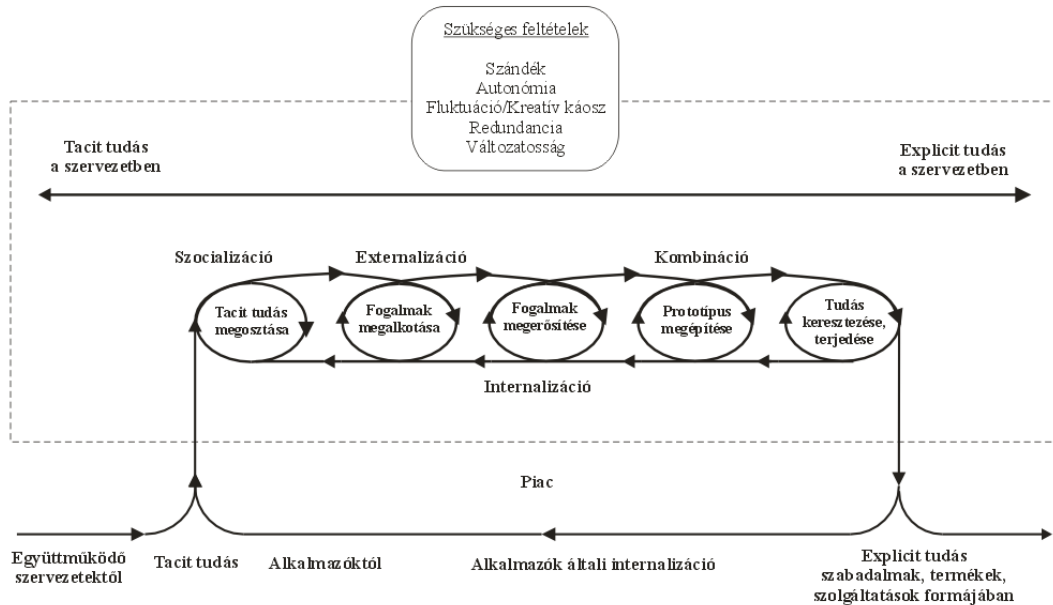 Szükséges feltételek
Szándék
Autonómia
Fluktuáció/Kreatív káosz
Redundancia
Változatosság
Tacit tudás
a szervezetben
Explicit tudás
a szervezetben
Szocializáció
Externalizáció
Kombináció
Tacit tudás
megosztása
Fogalmak
megalkotása
Fogalmak
megerősítése
Prototípus
megépítése
Tudás
keresztezése,
terjedése
Internalizáció
Piac
Együttműködő
szervezetektől
Tacit tudás
Alkalmazóktól
Alkalmazók általi internalizáció
Explicit tudás
szabadalmak, termékek,
szolgáltatások formájában